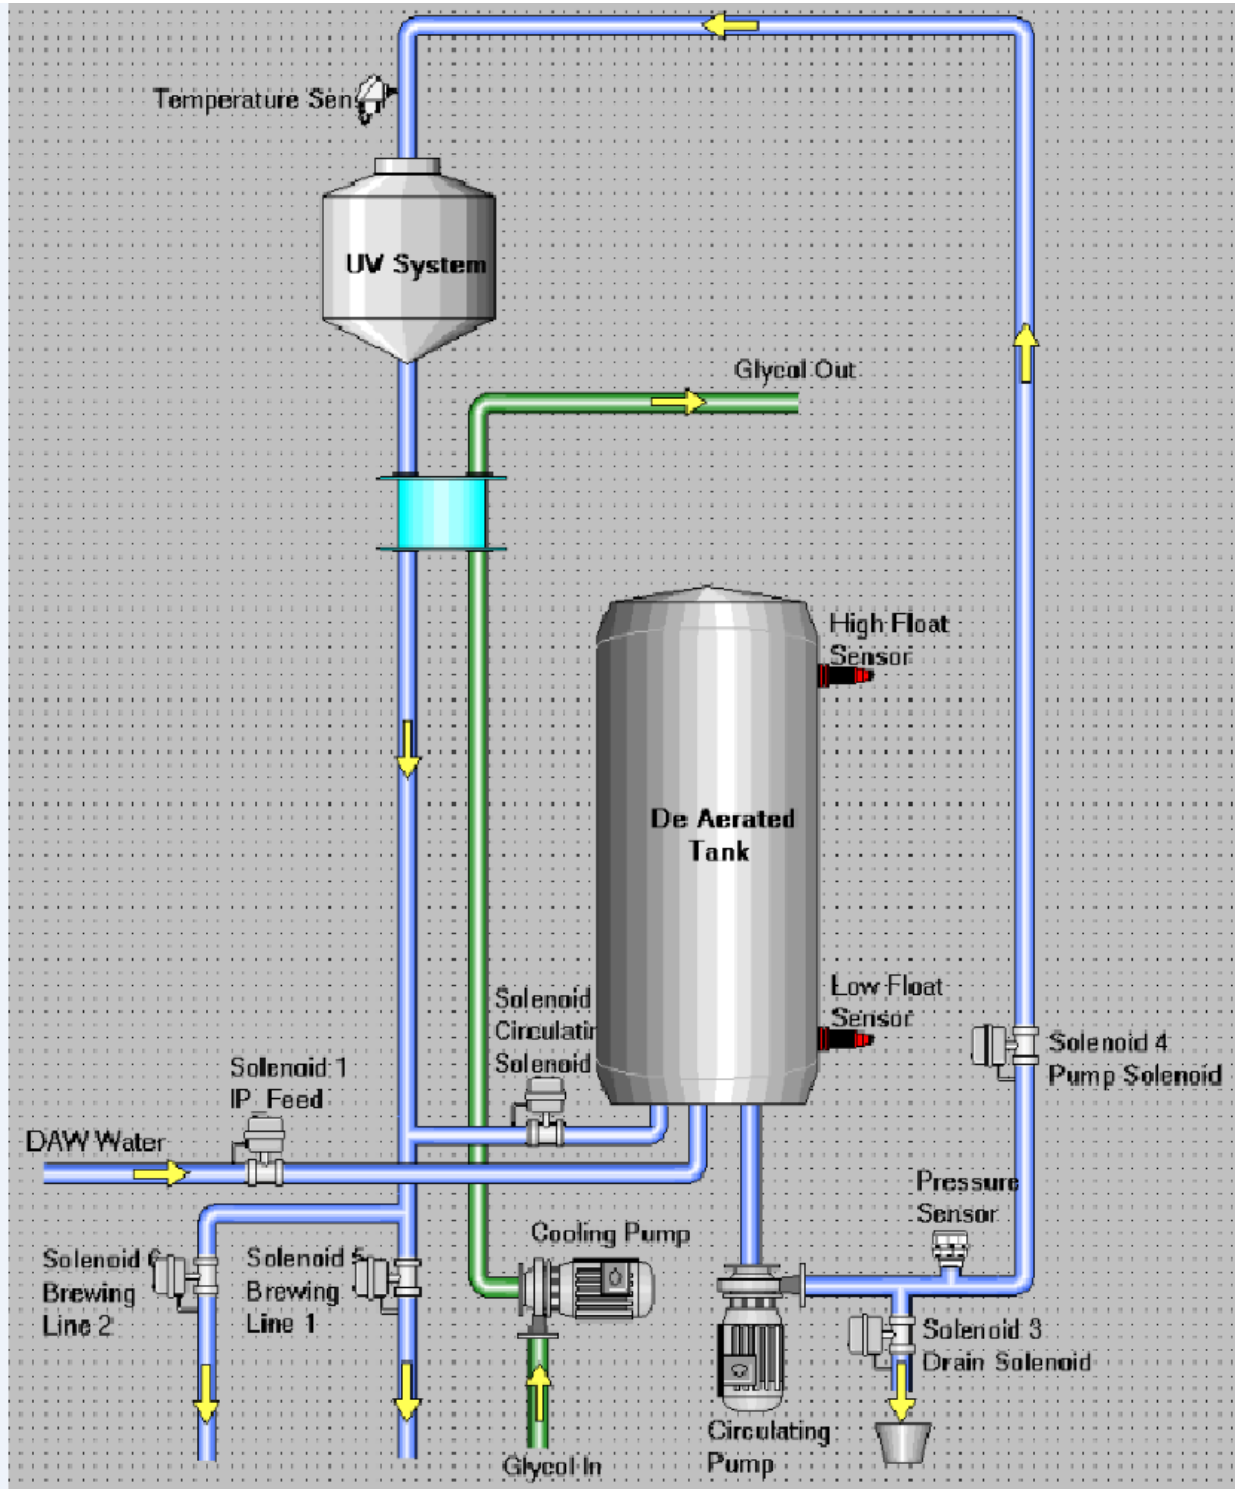 Temperature Sen
UV System
Glycol Out
High Float
Sensor
De Aerated
Tank
Low Float
Sensor
Solenoid
Circulatin
Solenoid
Solenoid 4
Pump Solenoid
Solenoid 1
IP_Feed
DAW Water
Pressure
Sensor
Cooling Pump
Solenoid 6
Brewing
Line 2
Solenoid 5
Brewing
Line 1
Solenoid 3
Drain Solenoid
Circulating
Pump
Glycol In